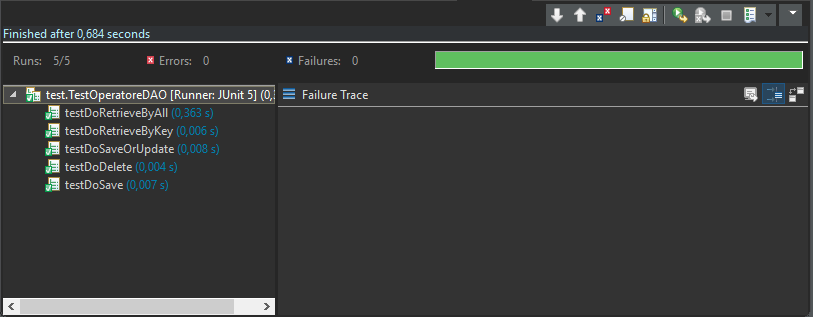 Finished after 0,684 seconds
Runs: 5/5 Errors: 0 Failures: 0
test.TestOperatoreDAO [Runner: JUnit 5] (0,
Failure Trace
testDoRetrieveByAll (0,363 s)
testDoRetrieveByKey (0,006 s)
testDoSaveOrUpdate (0,008 s)
testDoDelete (0,004 s)
testDoSave (0,007 s)